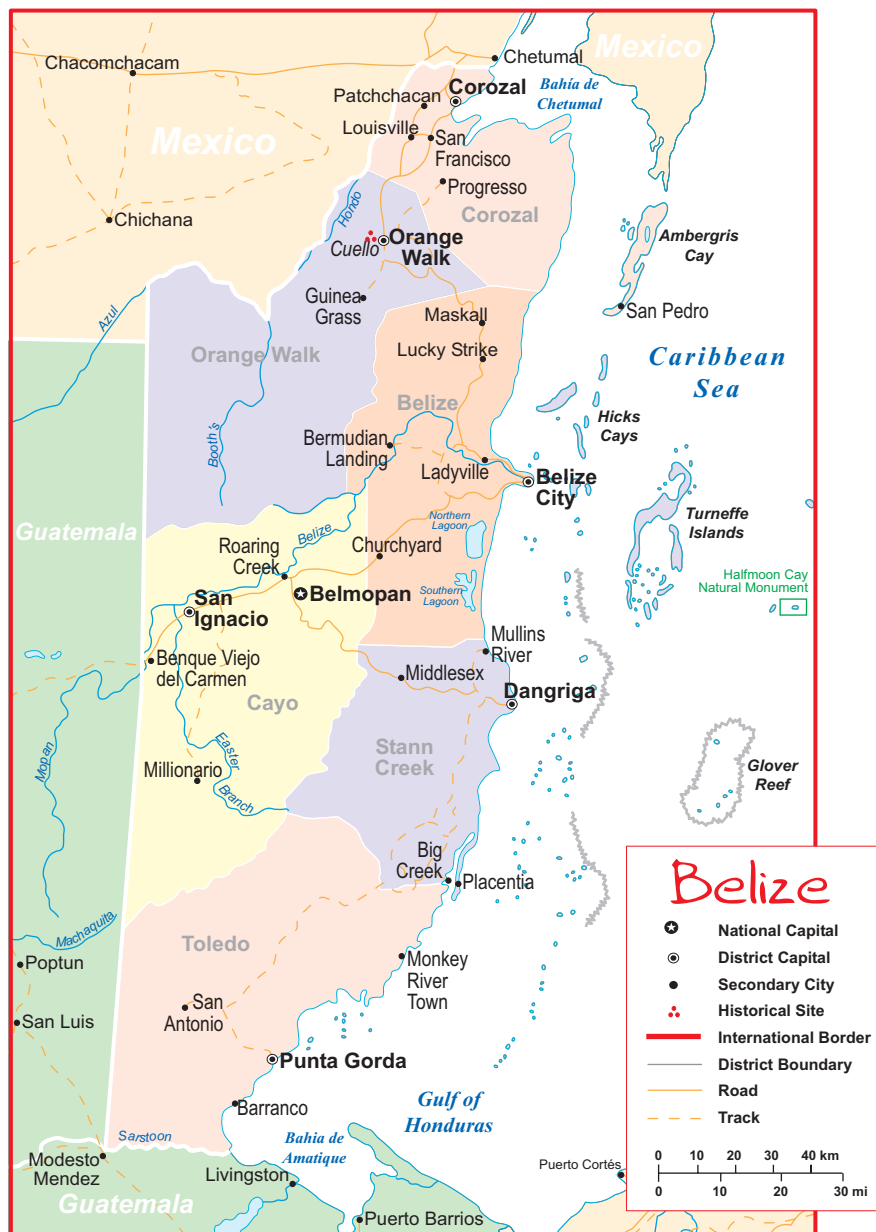 Mexico
Chetumal
Chacomchacam
Mexico
Corozal
Bahía de
Chetumal
Patchchacan
Louisville
San
Francisco
Progresso
Corozal
Chichana
Hondo
Cuello
Orange
Walk
Ambergris
Cay
Guinea
Grass
San Pedro
Maskall
Azul
Lucky Strike
Orange Walk
Caribbean
Sea
Belize
Hicks
Cays
Bermudian
Landing
Booth's
Ladyville
Belize
City
Turneffe
Islands
Guatemala
Northern
Lagoon
Belize
Churchyard
Roaring
Creek
Halfmoon Cay
Natural Monument
Southern
Lagoon
Belmopan
San
Ignacio
Mullins
River
Benque Viejo
del Carmen
Middlesex
Dangriga
Cayo
Stann
Creek
Mopan
Easter
Branch
Millionario
Glover
Reef
Big
Creek
Placentia
Machaquita
Toledo
Poptun
Monkey
River
Town
San
Antonio
San Luis
Punta Gorda
Barranco
Gulf of
Honduras
Sarstoon
Bahia de
Amatique
Modesto
Mendez
Livingston
Puerto Cortés
Guatemala
Puerto Barrios
Belize
National Capital
District Capital
Secondary City
Historical Site
International Border
District Boundary
Road
Track
0 10 20 30 40 km
0 10 20 30 mi